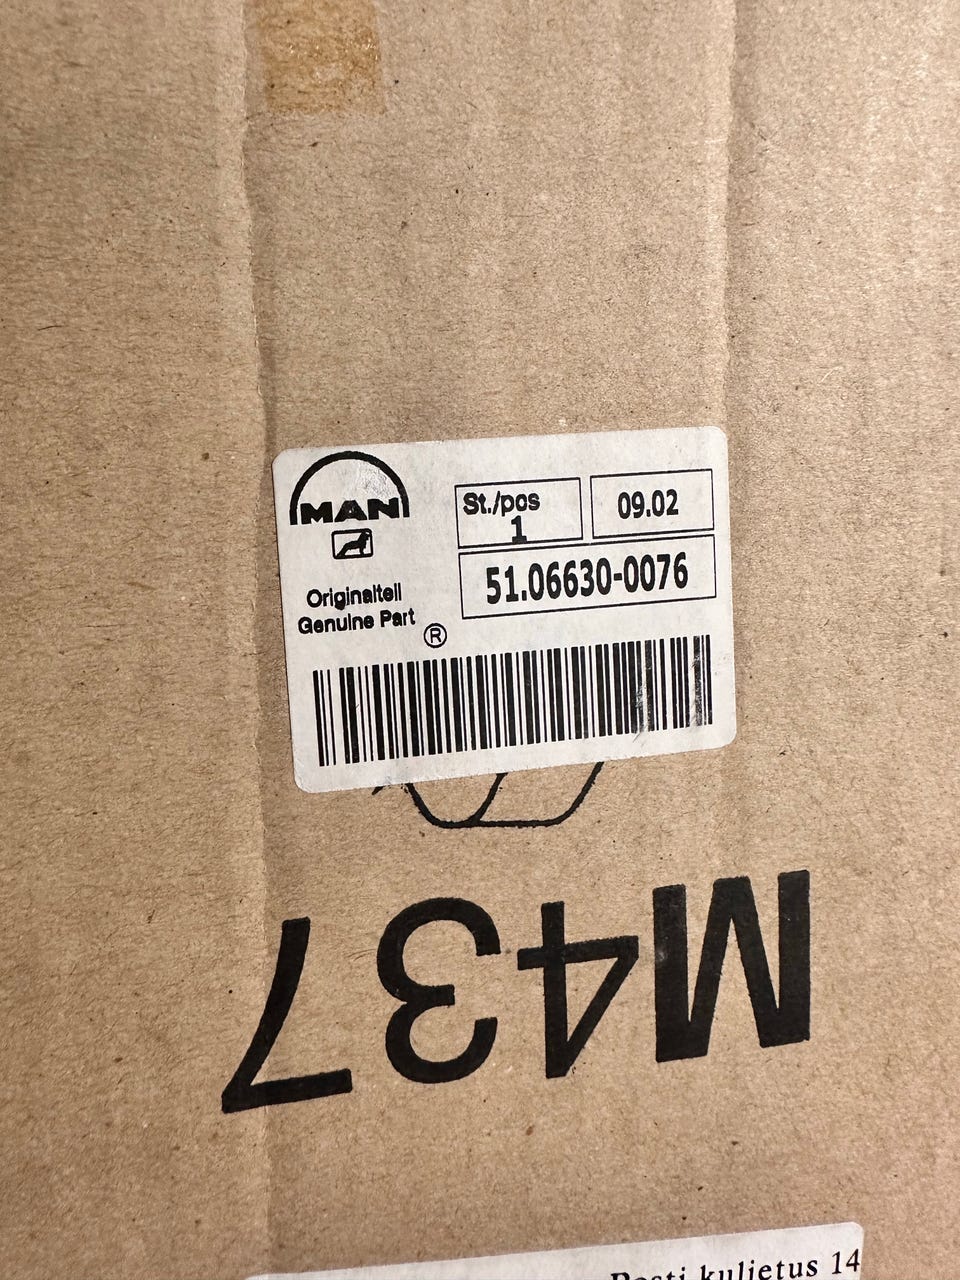 MAN
St./pos
1
09.02
51.06630-0076
Originalteil
Genuine Part
®
M437
Posti kuljetus 14